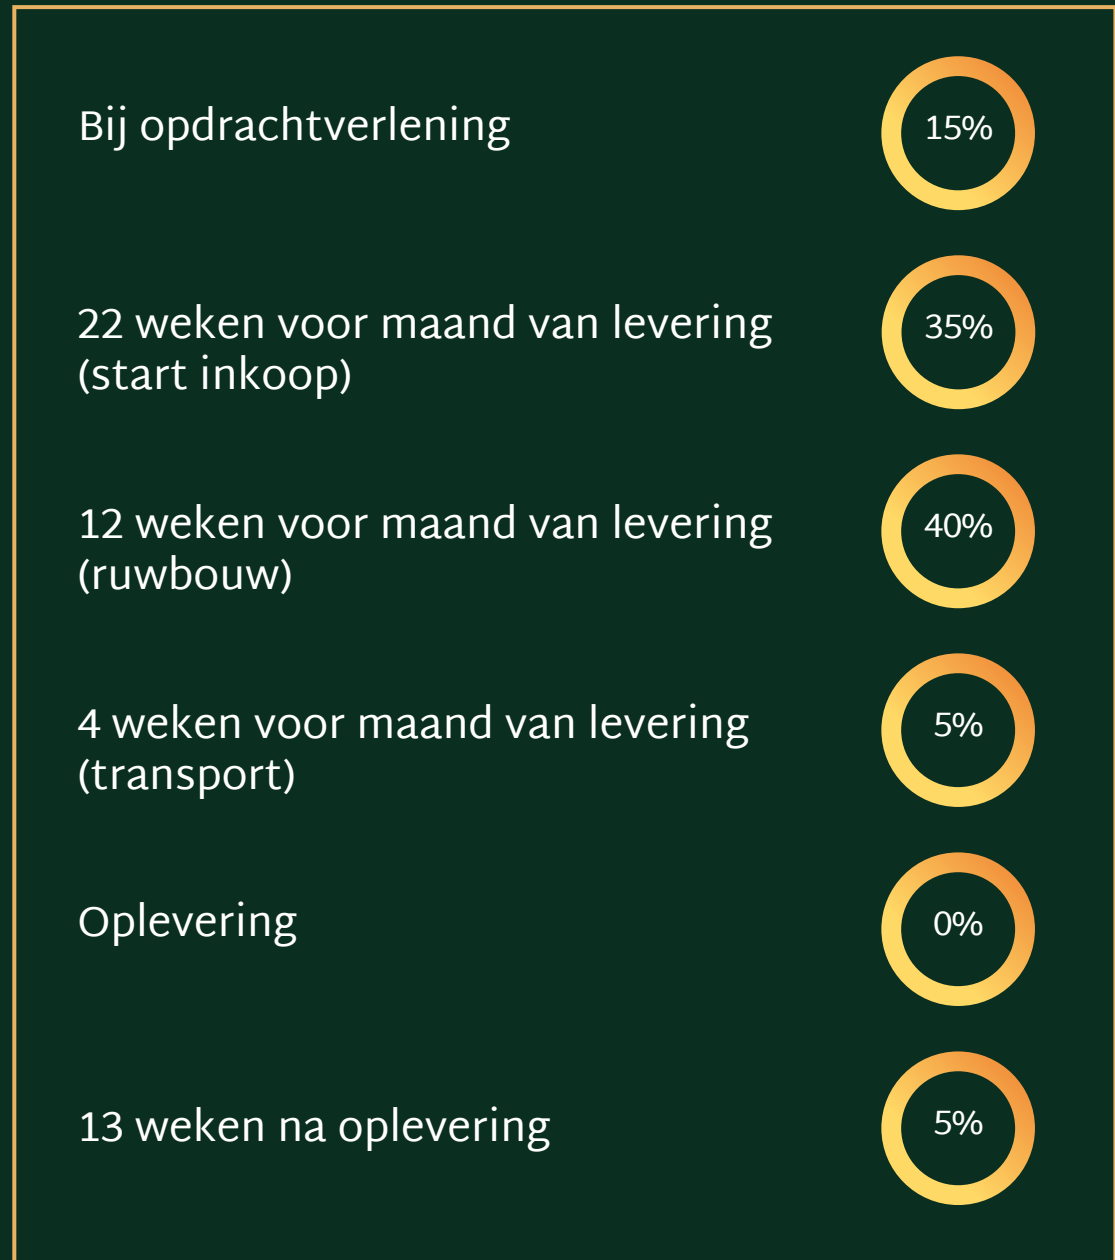 Bij opdrachtverlening
15%
22 weken voor maand van levering
(start inkoop)
35%
12 weken voor maand van levering
(ruwbouw)
40%
4 weken voor maand van levering
(transport)
5%
Oplevering
0%
13 weken na oplevering
5%